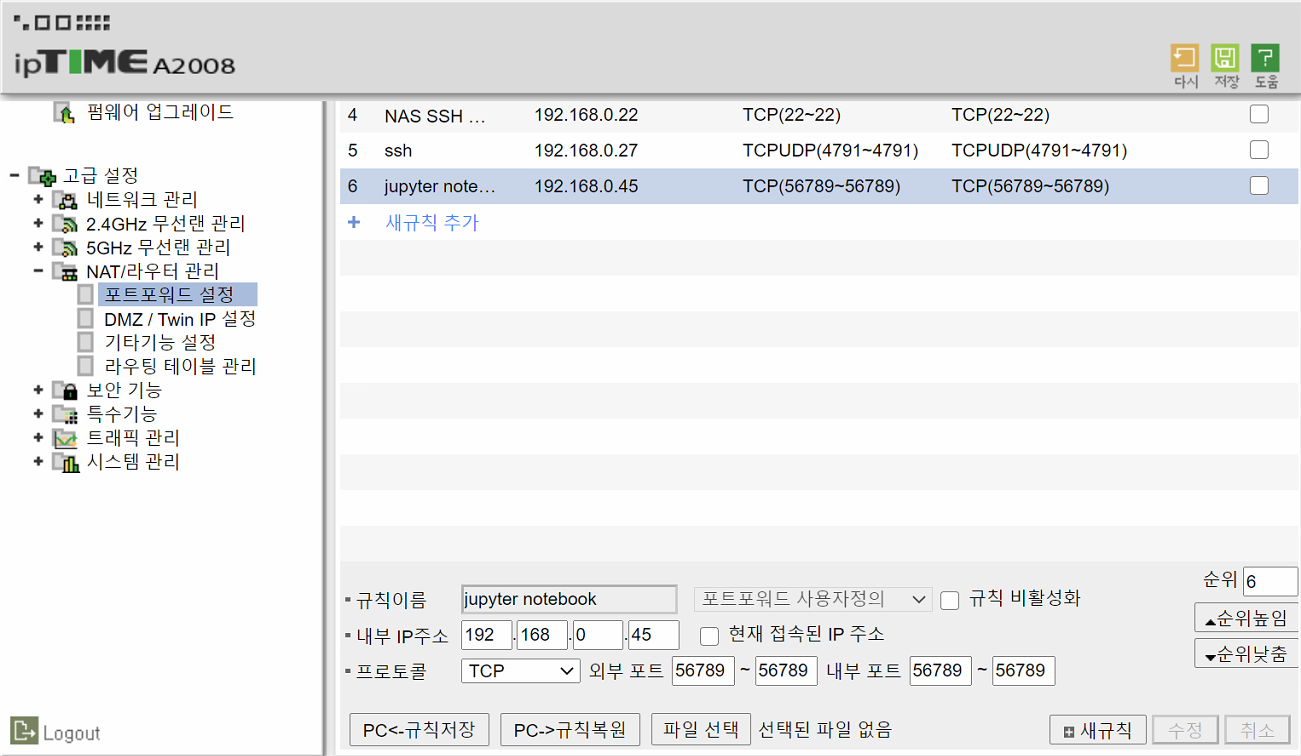 ipTIME A2008
다시 저장 도움
펌웨어 업그레이드
고급 설정
네트워크 관리
2.4GHz 무선랜 관리
5GHz 무선랜 관리
NAT/라우터 관리
포트포워드 설정
DMZ / Twin IP 설정
기타기능 설정
라우팅 테이블 관리
보안 기능
특수기능
트래픽 관리
시스템 관리
Logout
4 NAS SSH ... 192.168.0.22 TCP(22~22) TCP(22~22)
5 ssh 192.168.0.27 TCPUDP(4791~4791) TCPUDP(4791~4791)
6 jupyter note... 192.168.0.45 TCP(56789~56789) TCP(56789~56789)
+ 새규칙 추가
순위 6
규칙이름 jupyter notebook 포트포워드 사용자정의 규칙 비활성화
▲순위높임
내부 IP주소 192 . 168 . 0 . 45 현재 접속된 IP 주소
▼순위낮춤
프로토콜 TCP 외부 포트 56789 ~ 56789 내부 포트 56789 ~ 56789
PC<-규칙저장 PC->규칙복원 파일 선택 선택된 파일 없음 새규칙 수정 취소